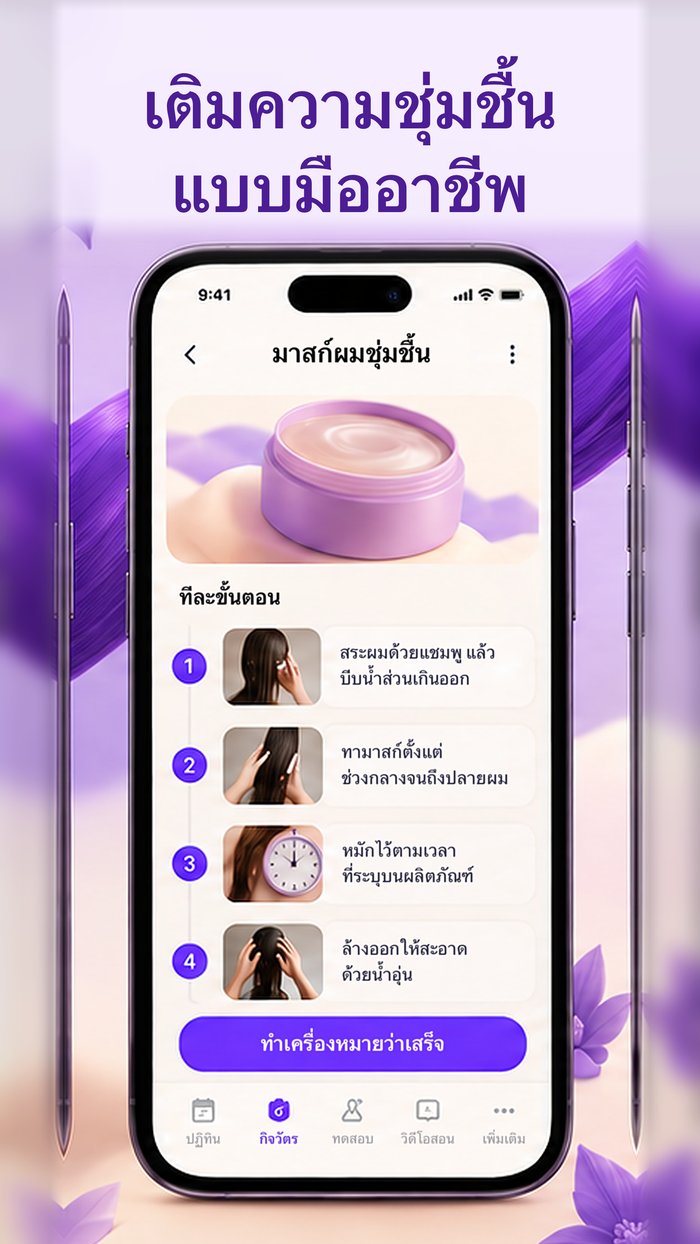 เติมความชุ่มชื้น
แบบมืออาชีพ
9:41
มาสก์ผมชุ่มชื้น
ทีละขั้นตอน
1
สระผมด้วยแชมพู แล้ว
บีบน้ำส่วนเกินออก
2
ทามาสก์ตั้งแต่
ช่วงกลางจนถึงปลายผม
3
หมักไว้ตามเวลา
ที่ระบุบนผลิตภัณฑ์
4
ล้างออกให้สะอาด
ด้วยน้ำอุ่น
ทำเครื่องหมายว่าเสร็จ
ปฏิทิน
กิจวัตร
ทดสอบ
วิดีโอสอน
เพิ่มเติม